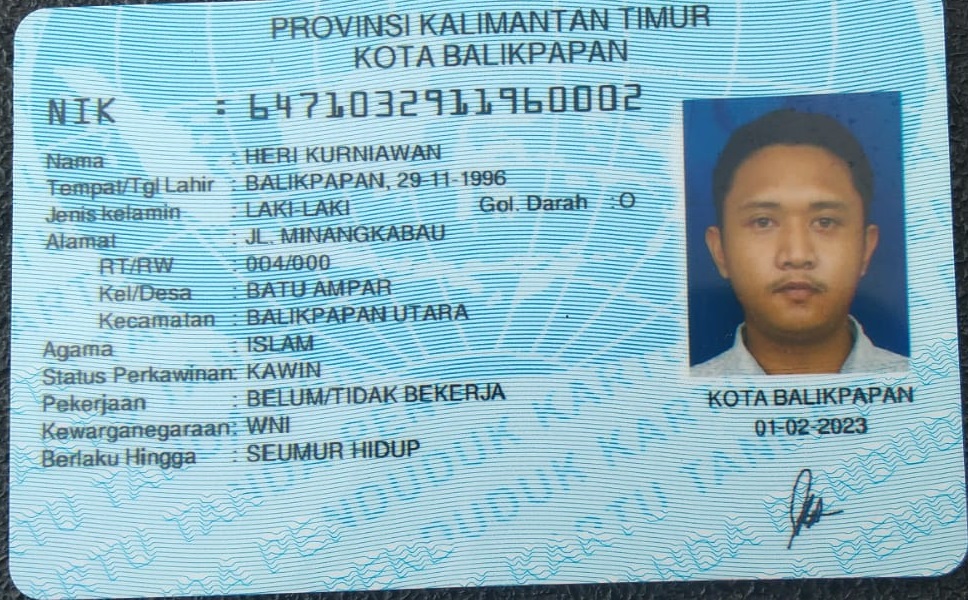 PROVINSI KALIMANTAN TIMUR
KOTA BALIKPAPAN
NIK : 6471032911960002
Nama : HERI KURNIAWAN
Tempat/Tgl Lahir : BALIKPAPAN, 29-11-1996
Jenis kelamin : LAKI-LAKI Gol. Darah : O
Alamat : JL. MINANGKABAU
RT/RW : 004/000
Kel/Desa : BATU AMPAR
Kecamatan : BALIKPAPAN UTARA
Agama : ISLAM
Status Perkawinan: KAWIN
Pekerjaan : BELUM/TIDAK BEKERJA
Kewarganegaraan: WNI
Berlaku Hingga : SEUMUR HIDUP
KOTA BALIKPAPAN
01-02-2023